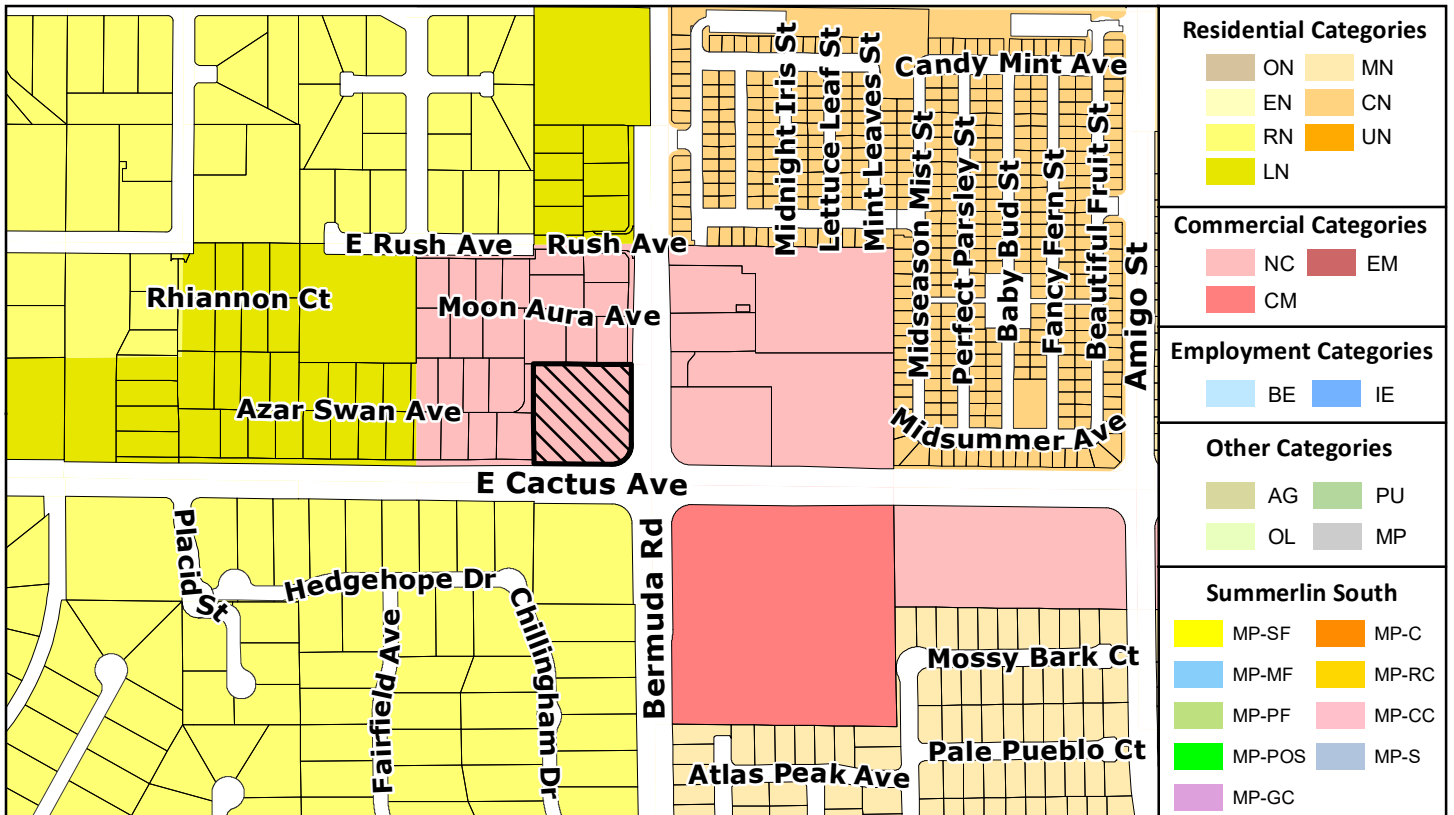 Midnight Iris St
Lettuce Leaf St
Mint Leaves St
Candy Mint Ave
Midseason Mist St
Perfect Parsley St
Baby Bud St
Fancy Fern St
Beautiful Fruit St
Amigo St
E Rush Ave
Rush Ave
Rhiannon Ct
Moon Aura Ave
Azar Swan Ave
Midsummer Ave
E Cactus Ave
Placid St
Hedgehope Dr
Fairfield Ave
Chillingham Dr
Bermuda Rd
Mossy Bark Ct
Pale Pueblo Ct
Atlas Peak Ave
Residential Categories
ON MN
EN CN
RN UN
LN
Commercial Categories
NC EM
CM
Employment Categories
BE IE
Other Categories
AG PU
OL MP
Summerlin South
MP-SF MP-C
MP-MF MP-RC
MP-PF MP-CC
MP-POS MP-S
MP-GC